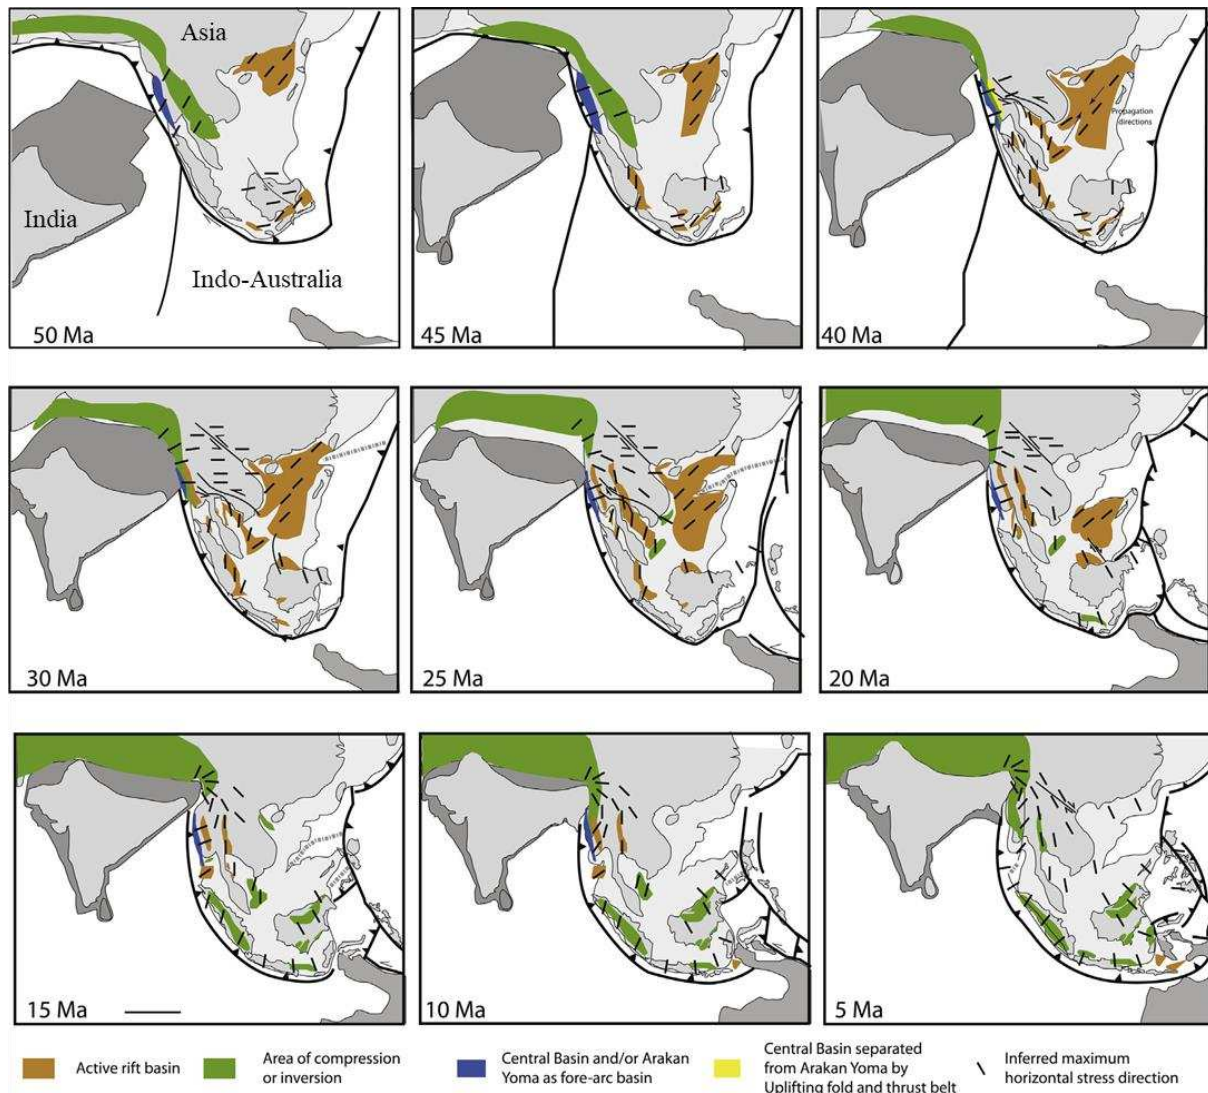 Asia
India
Indo-Australia
50 Ma
45 Ma
Propagation
directions
40 Ma
30 Ma
25 Ma
20 Ma
15 Ma
10 Ma
5 Ma
Active rift basin
Area of compression
or inversion
Central Basin and/or Arakan
Yoma as fore-arc basin
Central Basin separated
from Arakan Yoma by
Uplifting fold and thrust belt
Inferred maximum
horizontal stress direction